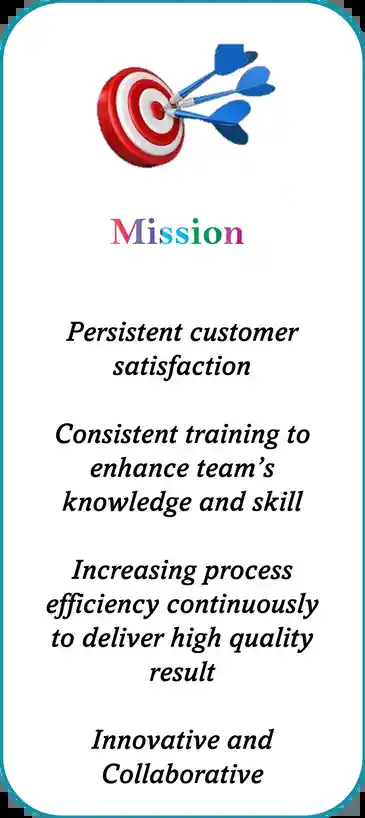 Mission
Persistent customer
satisfaction
Consistent training to
enhance team’s
knowledge and skill
Increasing process
efficiency continuously
to deliver high quality
result
Innovative and
Collaborative